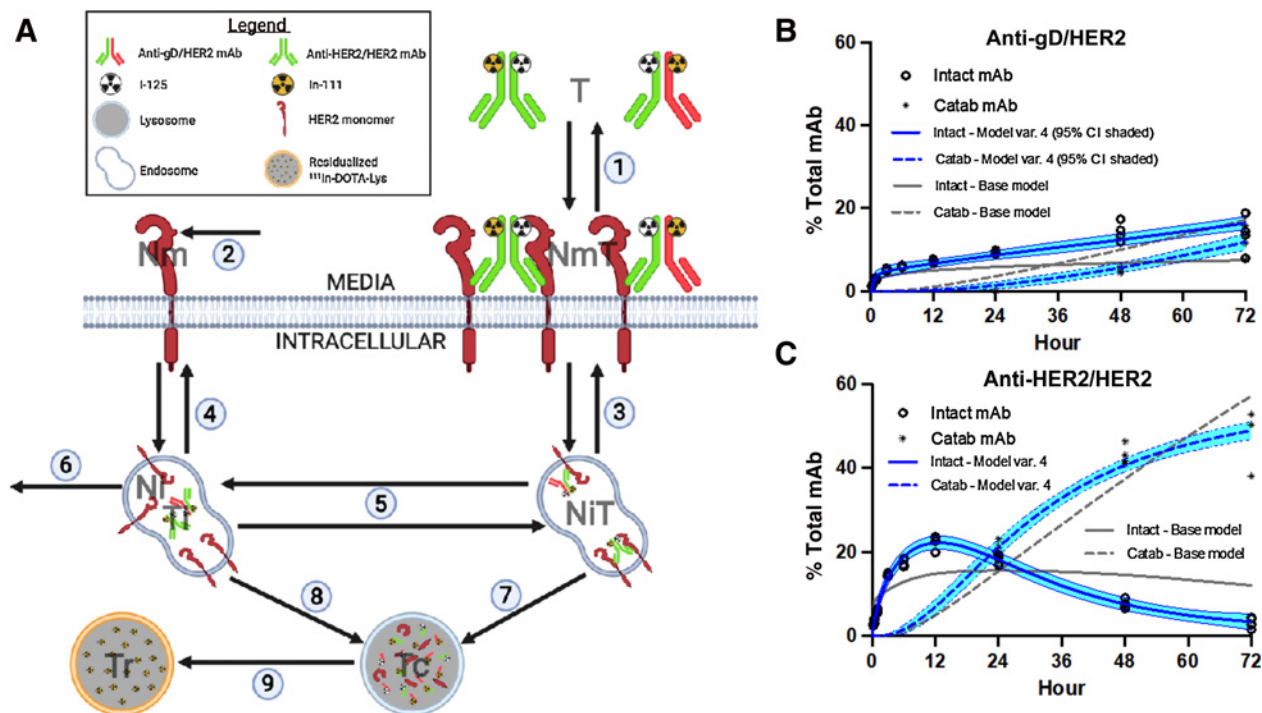 A
Legend
Anti-gD/HER2 mAb
Anti-HER2/HER2 mAb
I-125
In-111
Lysosome
HER2 monomer
Endosome
Residualized
¹¹¹In-DOTA-Lys
T
1
2
Nm
NmT
MEDIA
INTRACELLULAR
4
3
6
Ni
Ti
5
NiT
8
7
Tr
9
Tc
B
Anti-gD/HER2
% Total mAb
60
40
20
0
Intact mAb
Catab mAb
Intact - Model var. 4 (95% CI shaded)
Catab - Model var. 4 (95% CI shaded)
Intact - Base model
Catab - Base model
0 12 24 36 48 60 72
Hour
C
Anti-HER2/HER2
% Total mAb
60
40
20
0
Intact mAb
Catab mAb
Intact - Model var. 4
Catab - Model var. 4
Intact - Base model
Catab - Base model
0 12 24 36 48 60 72
Hour